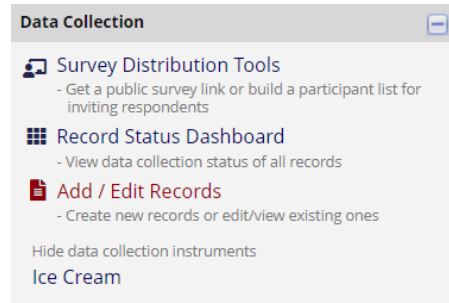 Data Collection
Survey Distribution Tools
- Get a public survey link or build a participant list for
inviting respondents
Record Status Dashboard
- View data collection status of all records
Add / Edit Records
- Create new records or edit/view existing ones
Hide data collection instruments
Ice Cream